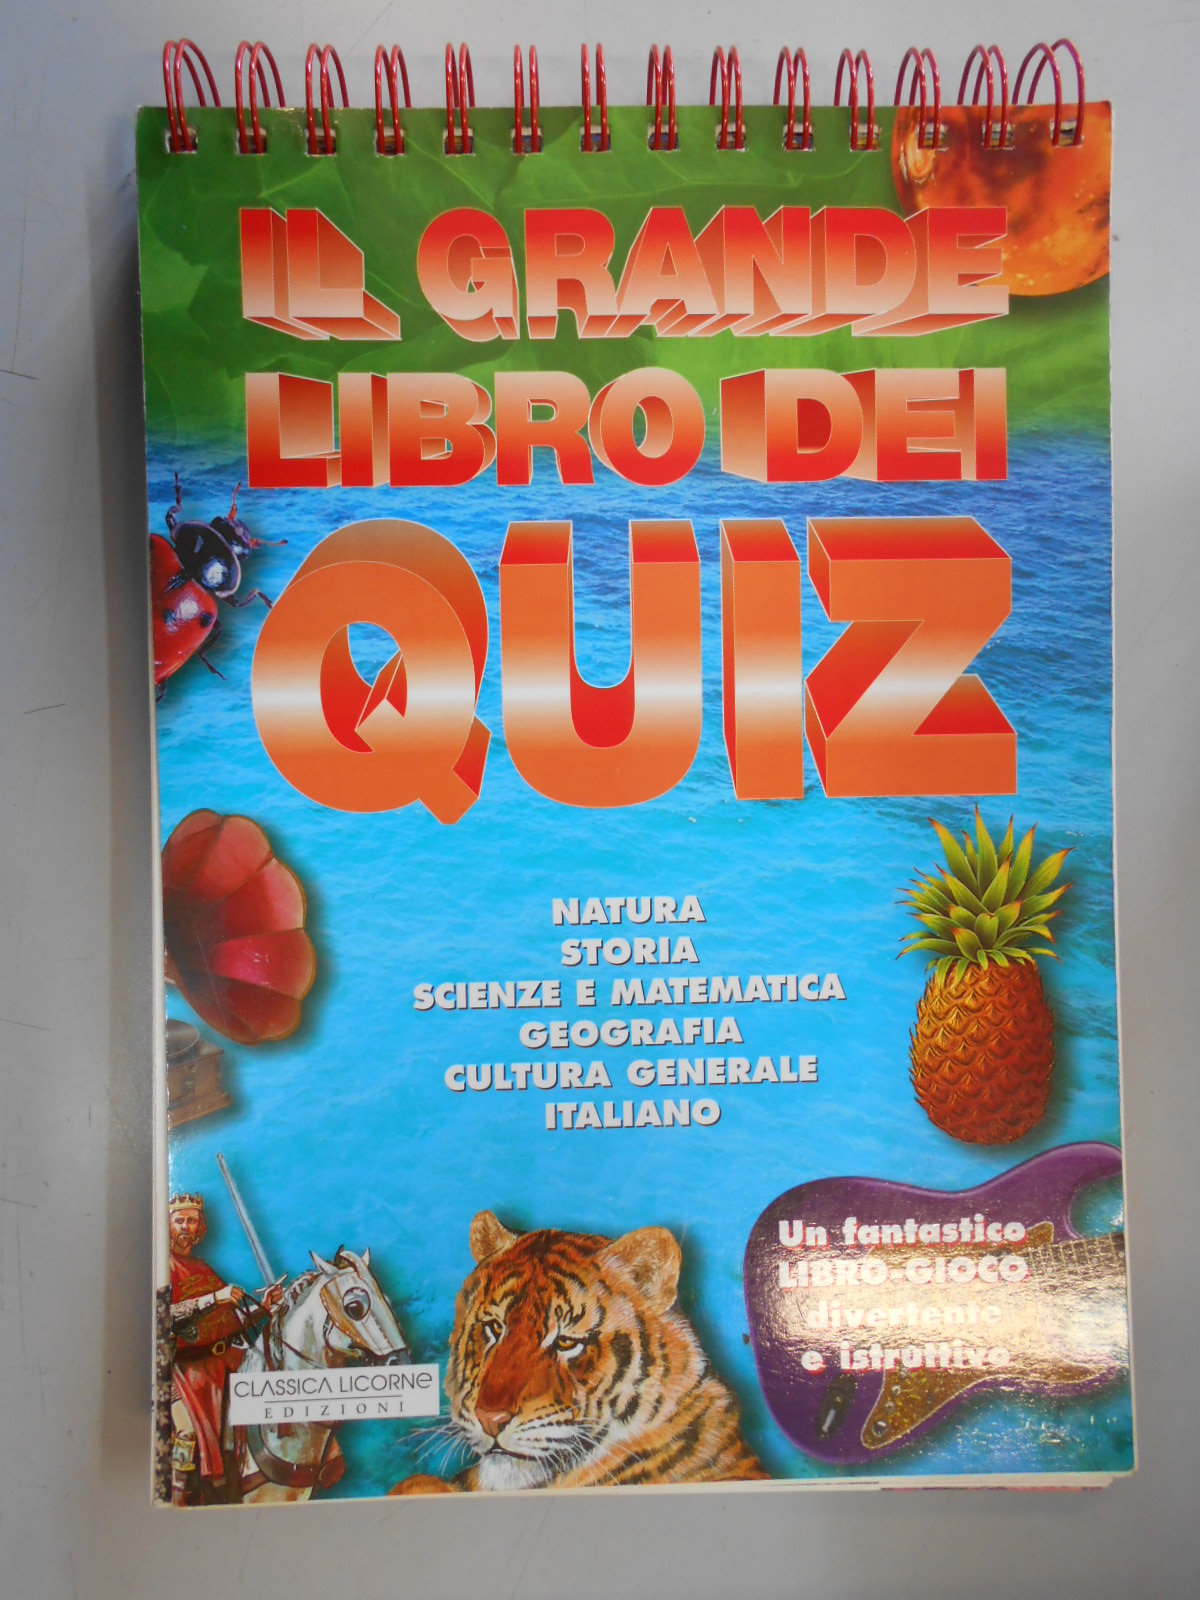 IL GRANDE
LIBRO DEI
QUIZ
NATURA
STORIA
SCIENZE E MATEMATICA
GEOGRAFIA
CULTURA GENERALE
ITALIANO
Un fantastico
LIBRO-GIOCO
divertente
e istruttivo
CLASSICA LICORNE
EDIZIONI